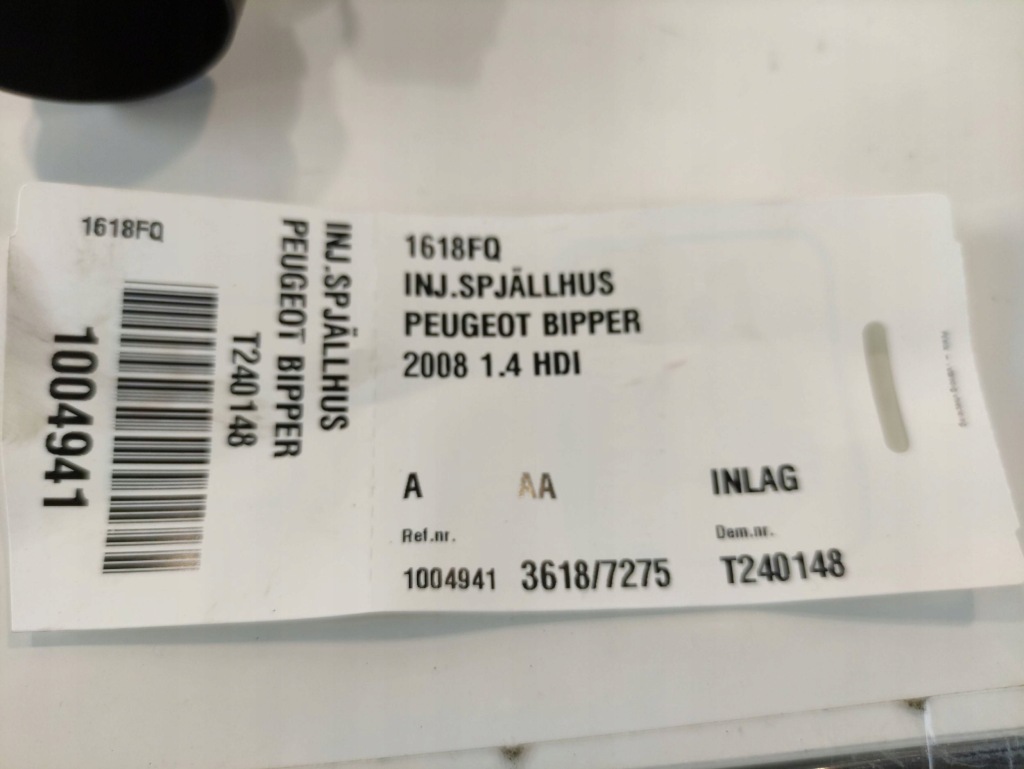 1618FQ
1004941
T240148
PEUGEOT BIPPER
INJ.SPJÄLLHUS
1618FQ
INJ.SPJÄLLHUS
PEUGEOT BIPPER
2008 1.4 HDI
A AA INLAG
Ref.nr. Dem.nr.
1004941 3618/7275 T240148